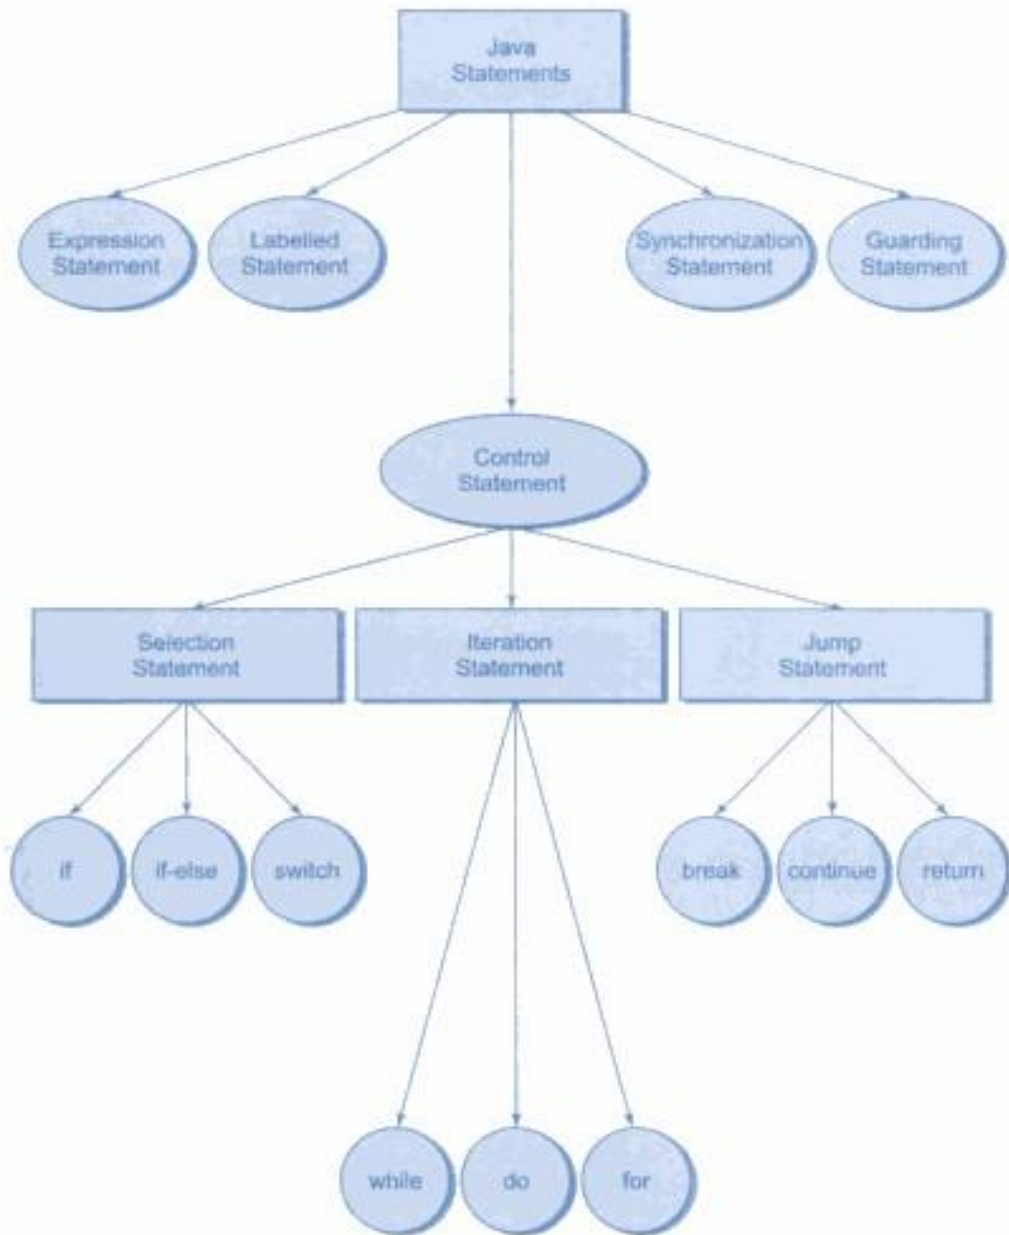 Java
Statements
Expression
Statement
Labelled
Statement
Synchronization
Statement
Guarding
Statement
Control
Statement
Selection
Statement
Iteration
Statement
Jump
Statement
if
if-else
switch
break
continue
return
while
do
for